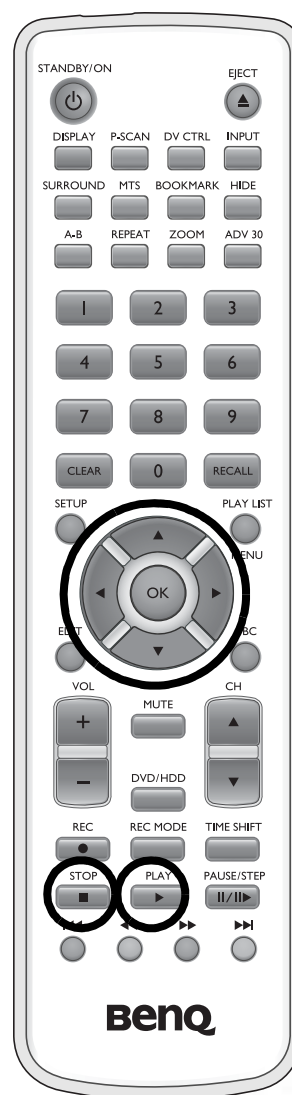 STANDBY/ON EJECT
DISPLAY P-SCAN DV CTRL INPUT
SURROUND MTS BOOKMARK HIDE
A-B REPEAT ZOOM ADV 30
1 2 3
4 5 6
7 8 9
CLEAR 0 RECALL
SETUP PLAY LIST
MENU
OK
VOL CH
MUTE
+
−
DVD/HDD
REC REC MODE TIME SHIFT
STOP PLAY PAUSE/STEP
BenQ